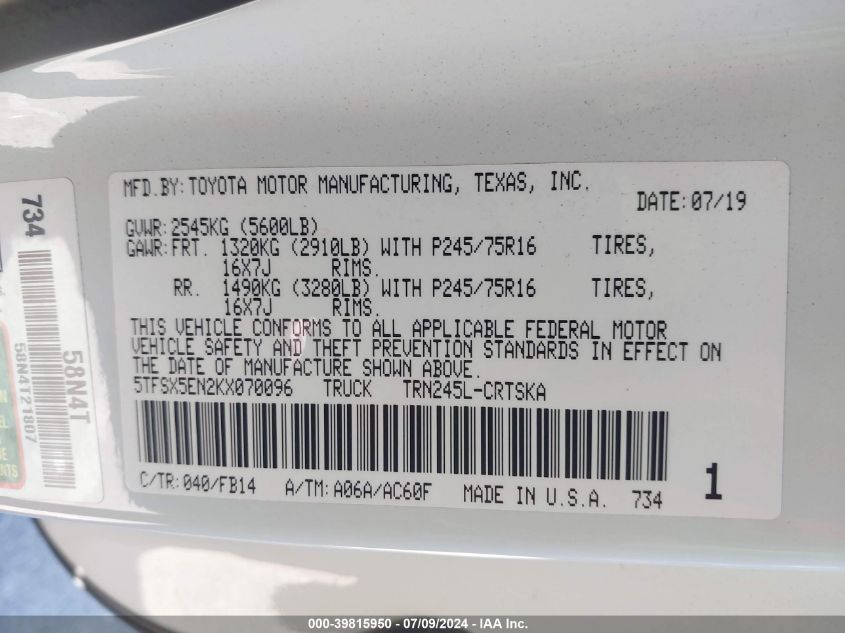 MFD.BY: TOYOTA MOTOR MANUFACTURING, TEXAS, INC.
DATE: 07/19
GVWR: 2545KG (5600LB)
GAWR: FRT. 1320KG (2910LB) WITH P245/75R16 TIRES,
16X7J RIMS.
RR. 1490KG (3280LB) WITH P245/75R16 TIRES,
16X7J RIMS.
THIS VEHICLE CONFORMS TO ALL APPLICABLE FEDERAL MOTOR
VEHICLE SAFETY AND THEFT PREVENTION STANDARDS IN EFFECT ON
THE DATE OF MANUFACTURE SHOWN ABOVE.
5TFSX5EN2KX070096 TRUCK TRN245L-CRTSKA
C/TR: 040/FB14 A/TM: A06A/AC60F MADE IN U.S.A. 734
1
734
58N4T
58N4T21807
000-39815950 / 07/09/2024 - IAA Inc.